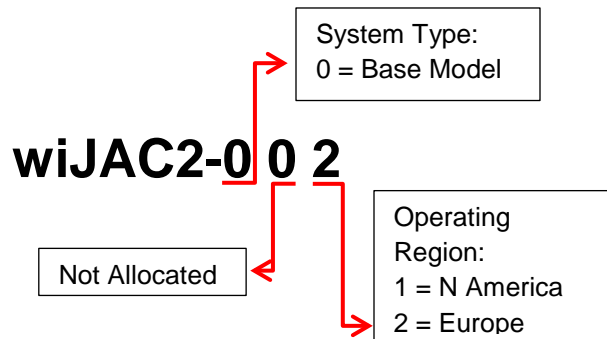 System Type:
0 = Base Model
wiJAC2-0 0 2
Not Allocated
Operating
Region:
1 = N America
2 = Europe